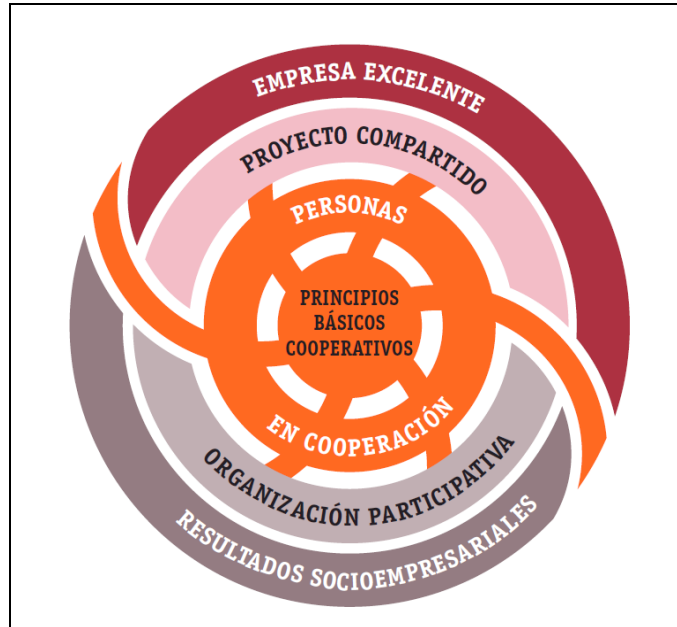 EMPRESA EXCELENTE
PROYECTO COMPARTIDO
PERSONAS
PRINCIPIOS
BÁSICOS
COOPERATIVOS
EN COOPERACIÓN
ORGANIZACIÓN PARTICIPATIVA
RESULTADOS SOCIOEMPRESARIALES